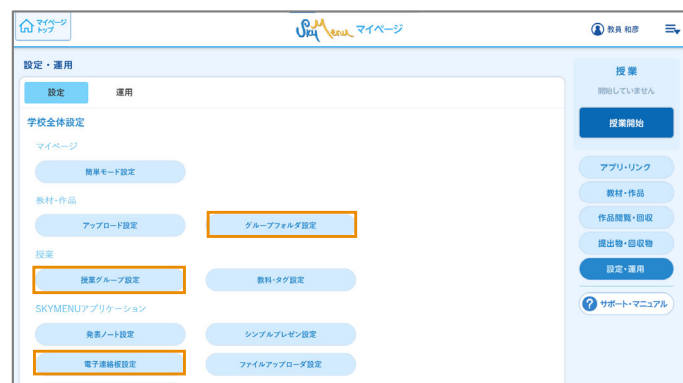 マイページ
トップ
SkyMenu マイページ
教員 和彦
設定・運用
設定
運用
学校全体設定
マイページ
簡単モード設定
教材・作品
アップロード設定
グループフォルダ設定
授業
授業グループ設定
教科・タグ設定
SKYMENUアプリケーション
発表ノート設定
シンプルプレゼン設定
電子連絡板設定
ファイルアップローダ設定
授業
開始していません
授業開始
アプリ・リンク
教材・作品
作品閲覧・回収
提出物・回収物
設定・運用
? サポート・マニュアル